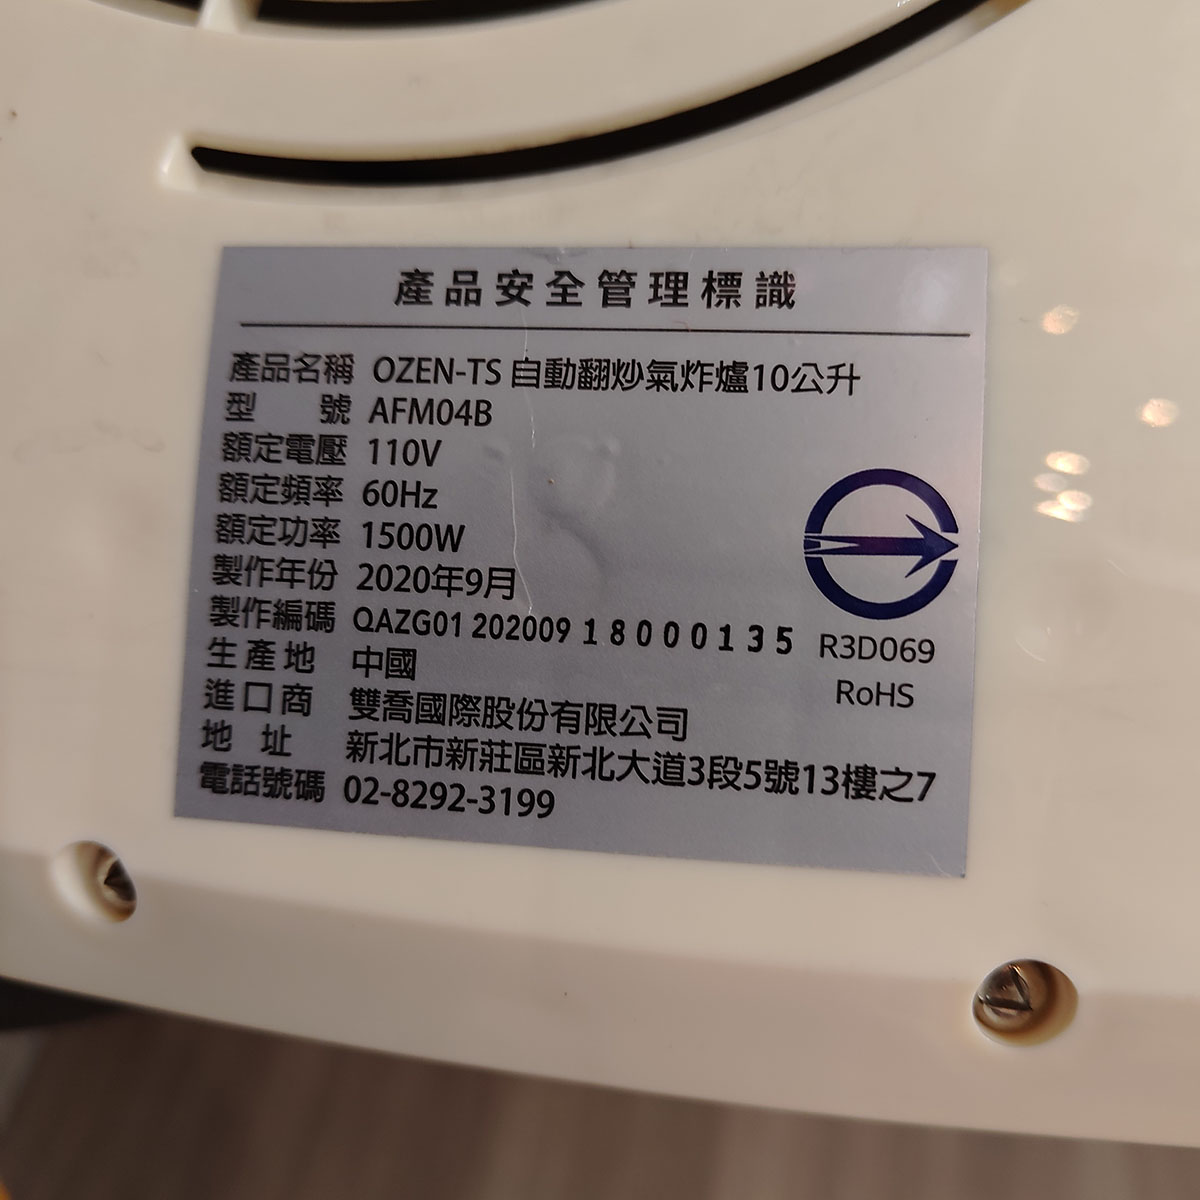 產品安全管理標識
產品名稱 OZEN-TS 自動翻炒氣炸爐10公升
型 號 AFM04B
額定電壓 110V
額定頻率 60Hz
額定功率 1500W
製作年份 2020年9月
製作編碼 QAZG01 202009 18000135
R3D069
RoHS
生產地 中國
進口商 雙喬國際股份有限公司
地 址 新北市新莊區新北大道3段5號13樓之7
電話號碼 02-8292-3199